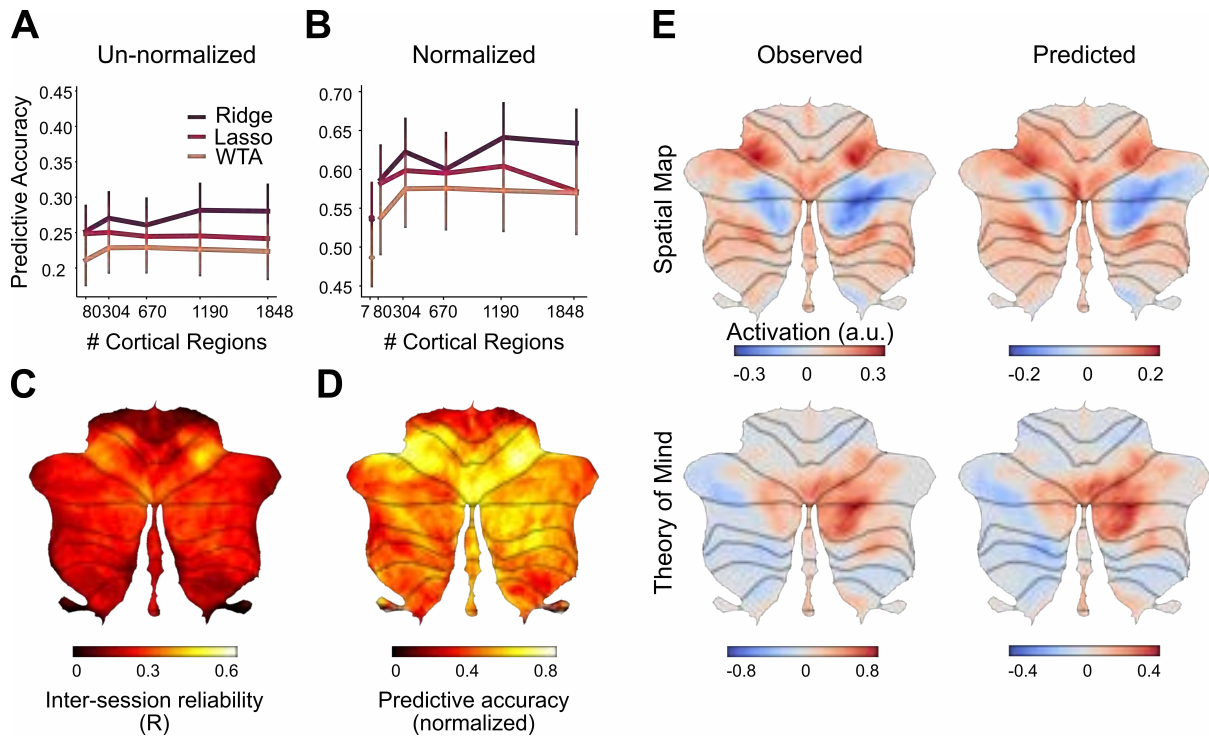 A
Un-normalized
Predictive Accuracy
0.45
0.40
0.35
0.30
0.25
0.2
Ridge
Lasso
WTA
80 304 670 1190 1848
# Cortical Regions
B
Normalized
0.70
0.65
0.60
0.55
0.50
0.45
7 80 304 670 1190 1848
# Cortical Regions
C
0 0.3 0.6
Inter-session reliability
(R)
D
0 0.4 0.8
Predictive accuracy
(normalized)
E
Observed Predicted
Spatial Map
Activation (a.u.)
-0.3 0 0.3
-0.2 0 0.2
Theory of Mind
-0.8 0 0.8
-0.4 0 0.4